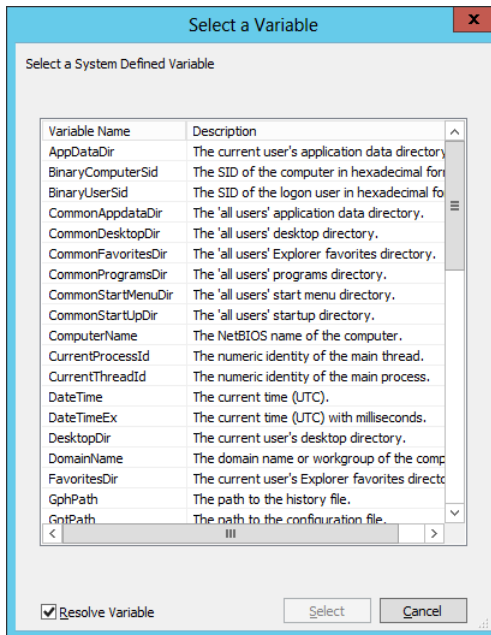 Select a Variable
x
Select a System Defined Variable
Variable Name Description
AppDataDir The current user's application data directory
BinaryComputerSid The SID of the computer in hexadecimal for
BinaryUserSid The SID of the logon user in hexadecimal fo
CommonAppdataDir The 'all users' application data directory.
CommonDesktopDir The 'all users' desktop directory.
CommonFavoritesDir The 'all users' Explorer favorites directory.
CommonProgramsDir The 'all users' programs directory.
CommonStartMenuDir The 'all users' start menu directory.
CommonStartUpDir The 'all users' startup directory.
ComputerName The NetBIOS name of the computer.
CurrentProcessId The numeric identity of the main thread.
CurrentThreadId The numeric identity of the main process.
DateTime The current time (UTC).
DateTimeEx The current time (UTC) with milliseconds.
DesktopDir The current user's desktop directory.
DomainName The domain name or workgroup of the comp
FavoritesDir The current user's Explorer favorites directo
GphPath The path to the history file.
GptPath The path to the configuration file.
Resolve Variable Select Cancel